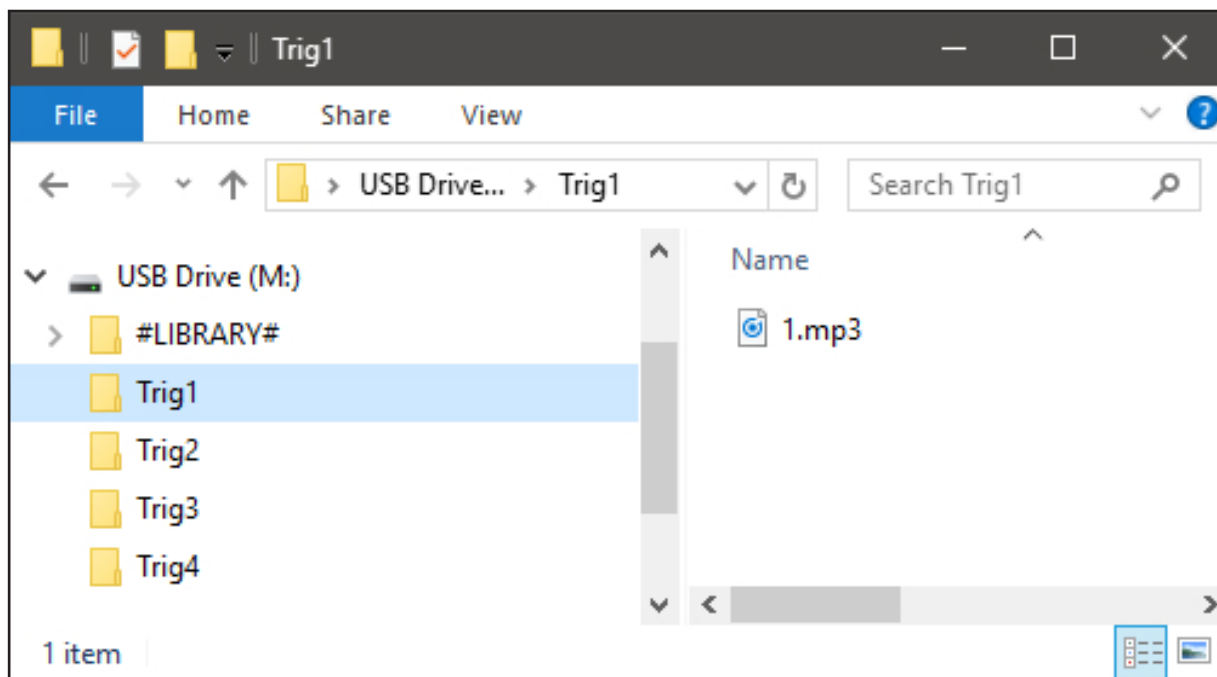 Trig1
File Home Share View ?
USB Drive... Trig1 Search Trig1
USB Drive (M:)
#LIBRARY#
Trig1
Trig2
Trig3
Trig4
Name
1.mp3
1 item